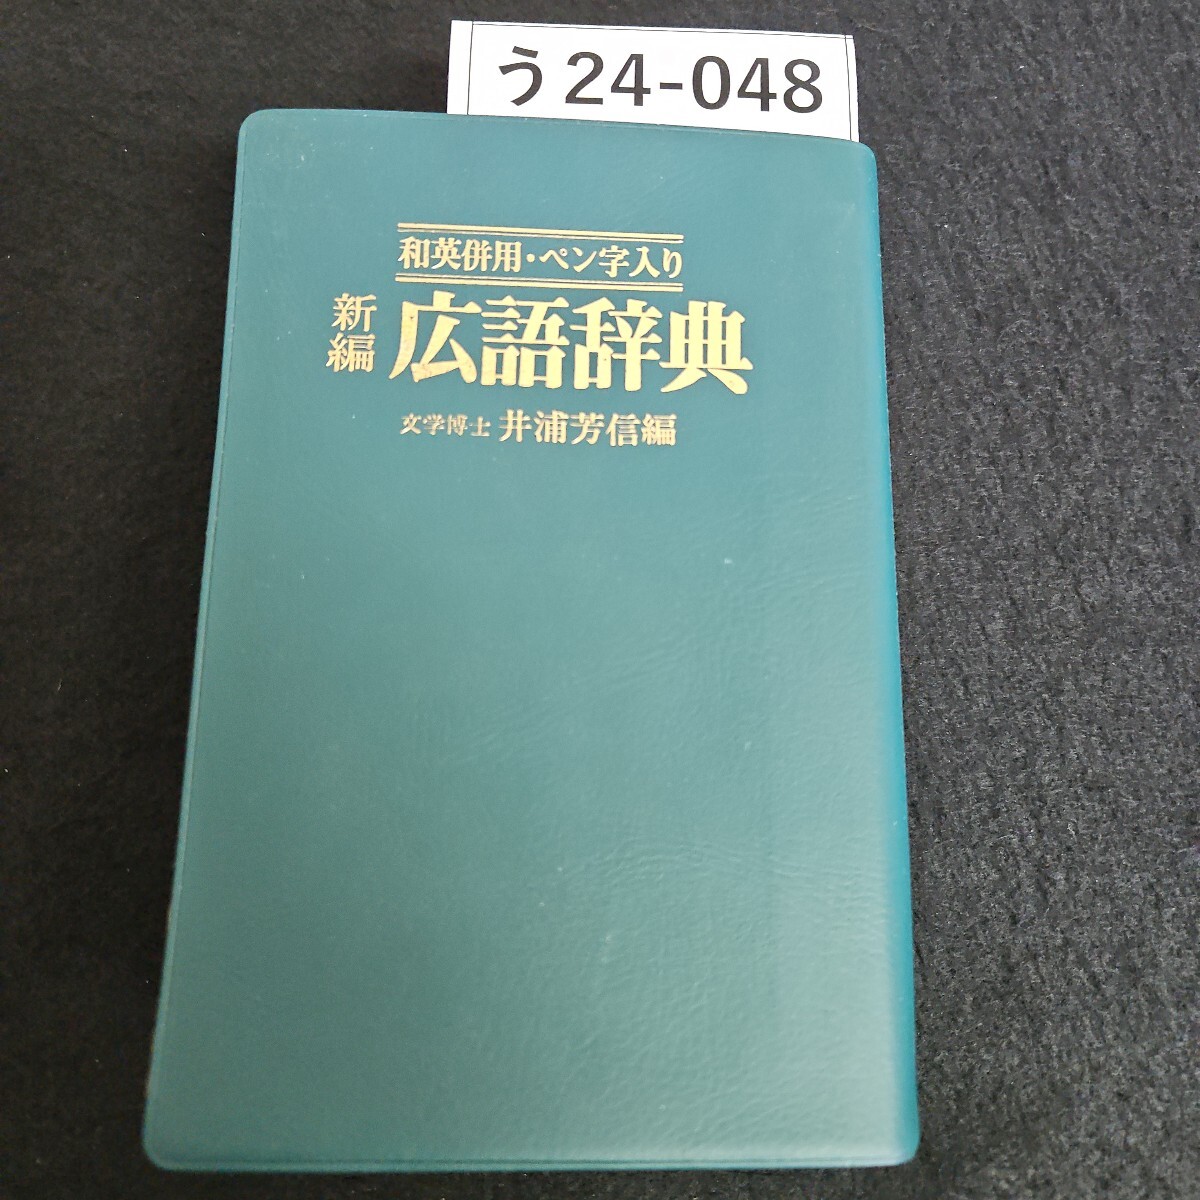 う24-048
和英併用・ペン字入り
新編 広語辞典
文学博士 井浦芳信編